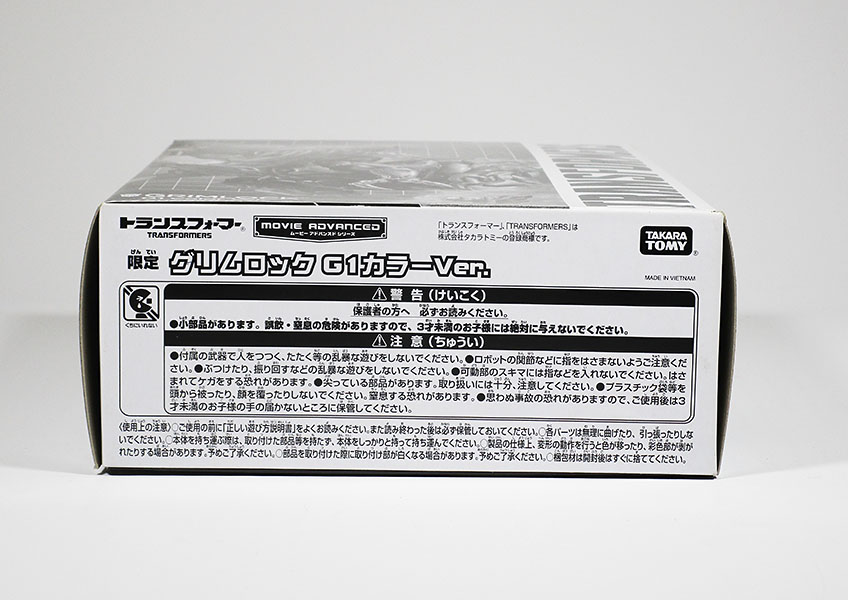 トランスフォーマー®
TRANSFORMERS
MOVIE ADVANCED
ムービー アドバンスド シリーズ
「トランスフォーマー」、「TRANSFORMERS」は
株式会社タカラトミーの登録商標です。
TAKARA
TOMY®
限定 グリムロック G1カラーVer.
MADE IN VIETNAM
⚠ 警 告 (けいこく)
保護者の方へ 必ずお読みください。
●小部品があります。誤飲・窒息の危険がありますので、3才未満のお子様には絶対に与えないでください。
くちにいれない
⚠ 注 意 (ちゅうい)
●付属の武器で人をつつく、たたく等の乱暴な遊びをしないでください。●ロボットの関節などに指をはさまないようご注意くだ
さい。●ぶつけたり、振り回すなどの乱暴な遊びをしないでください。●可動部のスキマには指などを入れないでください。はさ
まれてケガをする恐れがあります。●尖っている部品があります。取り扱いには十分、注意してください。●プラスチック袋等を
頭から被ったり、顔を覆ったりしないでください。窒息する恐れがあります。●思わぬ事故の恐れがありますので、ご使用後は3
才未満のお子様の手の届かないところに保管してください。
〈使用上の注意〉○ご使用の前に「正しい遊び方説明書」をよくお読みください。また読み終わった後は必ず保管しておいてください。○各パーツは無理に曲げたり、引っ張ったりしな
いでください。○本体を持ち運ぶ際は、取り付けた部品等を持たず、本体をしっかりと持って持ち運んでください。○製品の仕様上、変形の動作を行うと色が移ったり、彩色部が剥が
れたりする場合があります。予めご了承ください。○部品を取り付けた際に取り付け部が白くなる場合があります。予めご了承ください。○梱包材は開封後はすぐに捨ててください。